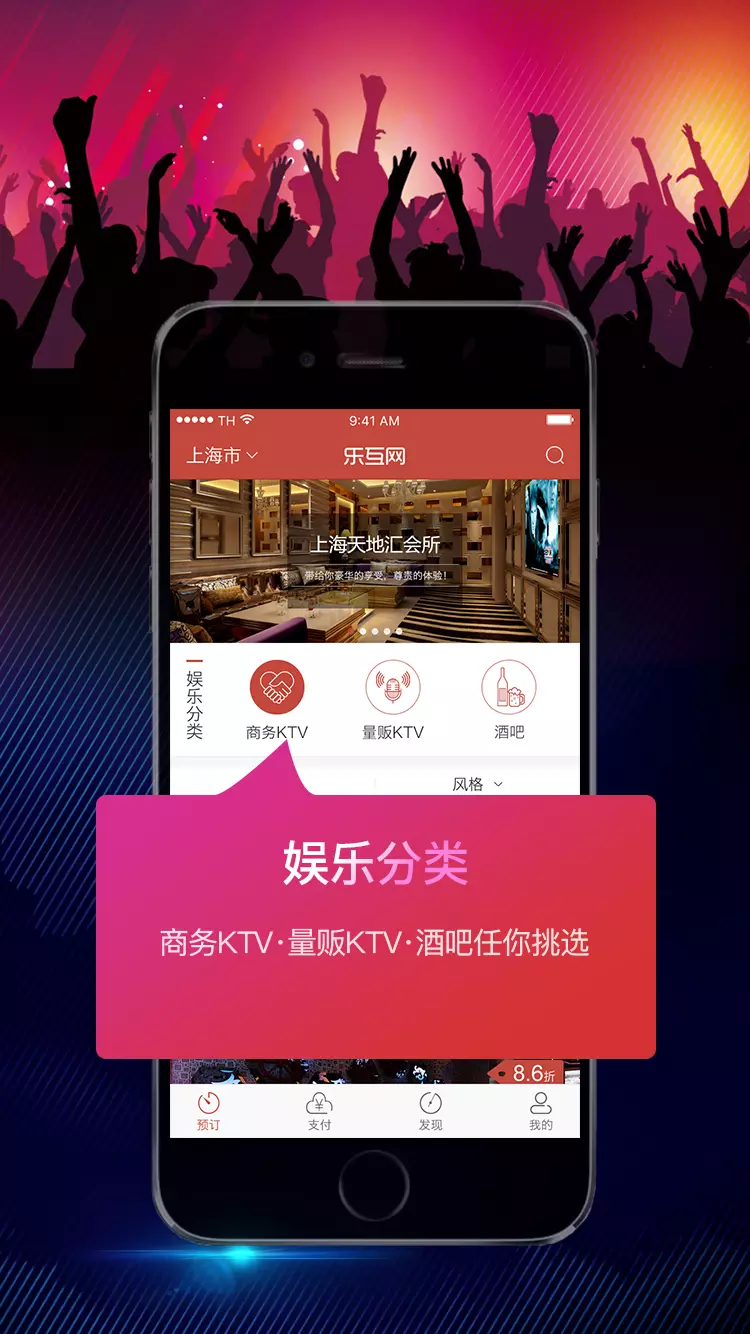 TH 9:41 AM
上海市 乐互网
上海天地汇会所
带给你豪华的享受，尊贵的体验！
娱乐分类
商务KTV 量贩KTV 酒吧
风格
娱乐分类
商务KTV·量贩KTV·酒吧任你挑选
8.6折
预订 支付 发现 我的